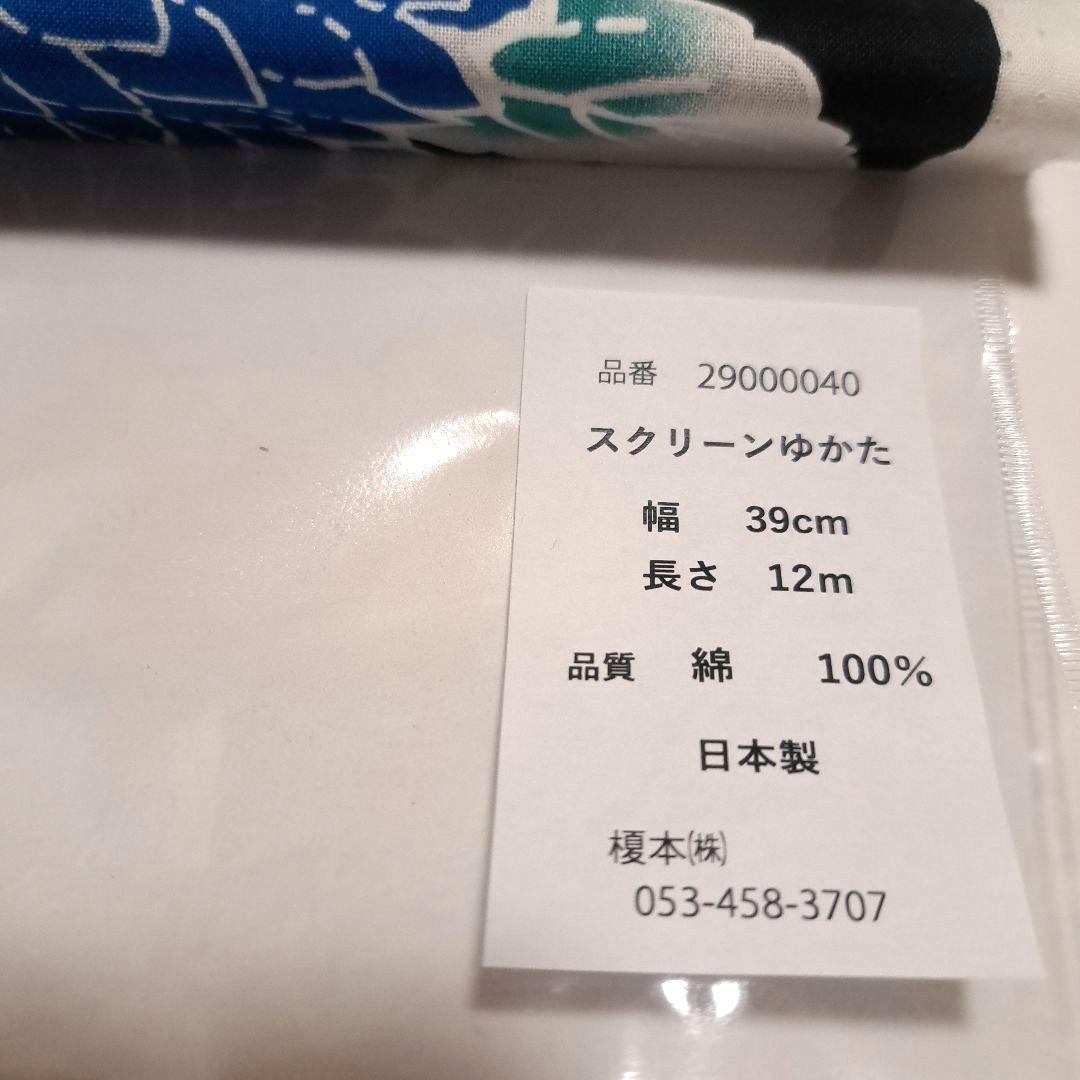 品番 29000040
スクリーンゆかた
幅 39cm
長さ 12m
品質 綿 100%
日本製
榎本㈱
053-458-3707